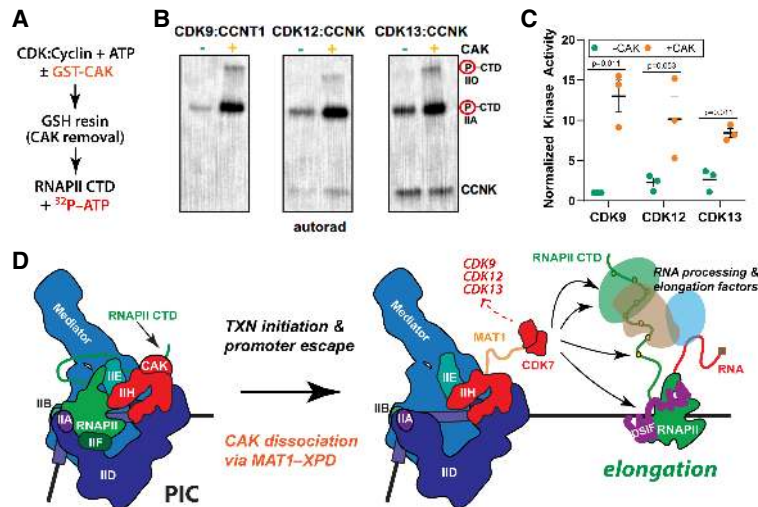 A
CDK:Cyclin + ATP
± GST-CAK
GSH resin
(CAK removal)
RNAPII CTD
+ ³²P-ATP
B
CDK9:CCNT1 CDK12:CCNK CDK13:CCNK
- + - + - + CAK
P -CTD
IIO
P -CTD
IIA
CCNK
autorad
C
-CAK +CAK
Normalized Kinase Activity
20
15
10
5
0
p=0.011
CDK9 CDK12 CDK13
D
Mediator
RNAPII CTD
IIE
CAK
IIH
IIB
IIA
RNAPII
IIF
IID
PIC
TXN initiation &
promoter escape
CAK dissociation
via MAT1–XPD
Mediator
IIE
IIH
IIB
IIA
IID
CDK9
CDK12
CDK13
MAT1
CDK7
RNAPII CTD
RNA processing &
elongation factors
RNA
DSIF
RNAPII
elongation